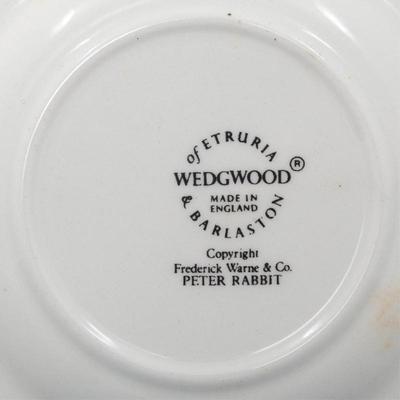 of ETRURIA
WEDGWOOD ®
MADE IN
ENGLAND
& BARLASTON
Copyright
Frederick Warne & Co.
PETER RABBIT